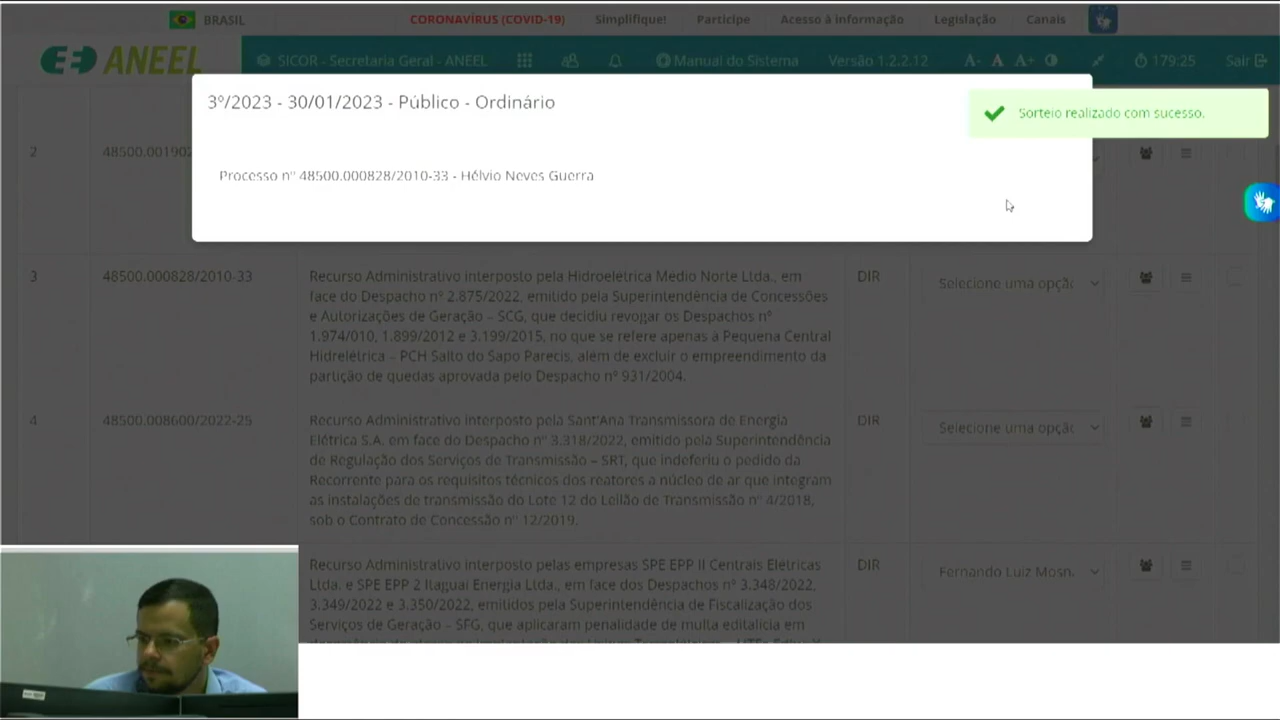 BRASIL
CORONAVÍRUS (COVID-19)
Simplifique!
Participe
Acesso à informação
Legislação
Canais
ANEEL
SICOR - Secretaria Geral - ANEEL
Manual do Sistema
Versão 1.2.2.12
A-
A
A+
179:25
Sair
3º/2023 - 30/01/2023 - Público - Ordinário
Sorteio realizado com sucesso.
2
48500.001902
Processo nº 48500.000828/2010-33 - Hélvio Neves Guerra
3
48500.000828/2010-33
Recurso Administrativo interposto pela Hidroelétrica Médio Norte Ltda., em
face do Despacho nº 2.875/2022, emitido pela Superintendência de Concessões
e Autorizações de Geração – SCG, que decidiu revogar os Despachos nº
1.974/010, 1.899/2012 e 3.199/2015, no que se refere apenas à Pequena Central
Hidrelétrica – PCH Salto do Sapo Parecis, além de excluir o empreendimento da
partição de quedas aprovada pelo Despacho nº 931/2004.
DIR
Selecione uma opçã
4
48500.008600/2022-25
Recurso Administrativo interposto pela Sant'Ana Transmissora de Energia
Elétrica S.A. em face do Despacho nº 3.318/2022, emitido pela Superintendência
de Regulação dos Serviços de Transmissão – SRT, que indeferiu o pedido da
Recorrente para os requisitos técnicos dos reatores a núcleo de ar que integram
as instalações de transmissão do Lote 12 do Leilão de Transmissão nº 4/2018,
sob o Contrato de Concessão nº 12/2019.
DIR
Selecione uma opçã
Recurso Administrativo interposto pelas empresas SPE EPP II Centrais Elétricas
Ltda. e SPE EPP 2 Itaguaí Energia Ltda., em face dos Despachos nº 3.348/2022,
3.349/2022 e 3.350/2022, emitidos pela Superintendência de Fiscalização dos
Serviços de Geração – SFG, que aplicaram penalidade de multa editalícia em
DIR
Fernando Luiz Mosn.